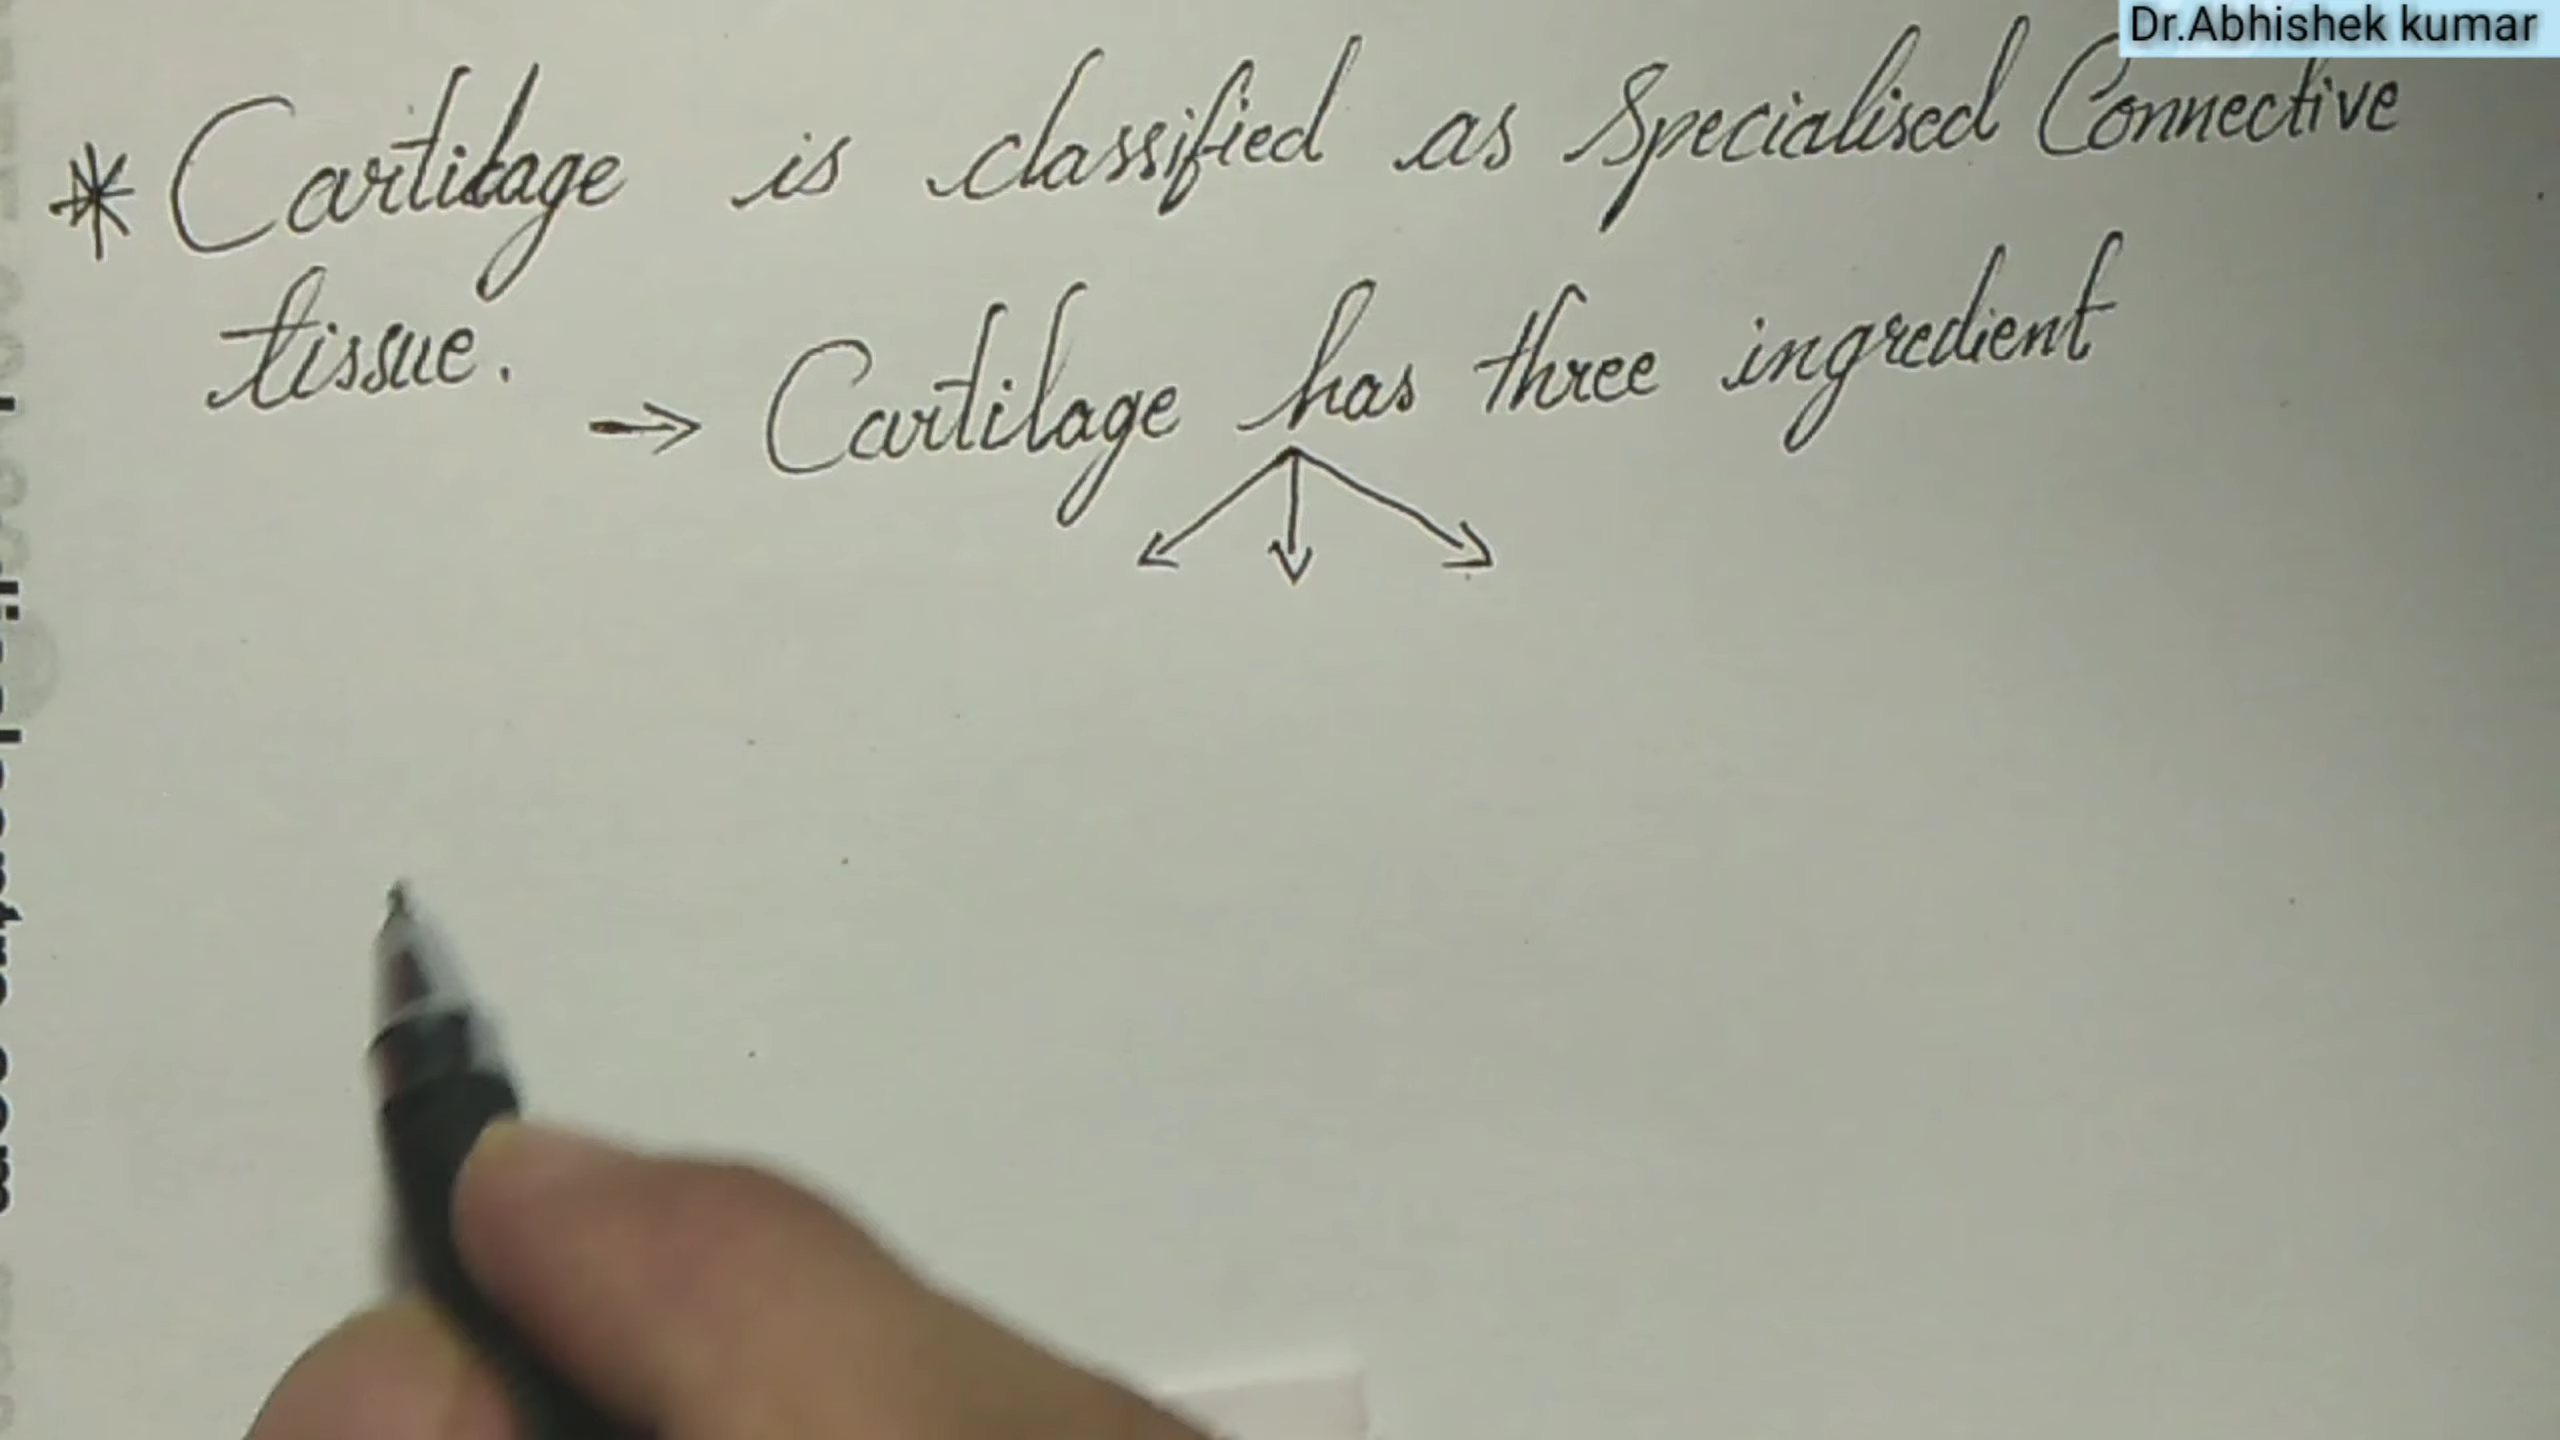 Dr.Abhishek kumar
* Cartilage is classified as Specialised Connective
tissue.
→ Cartilage has three ingredient